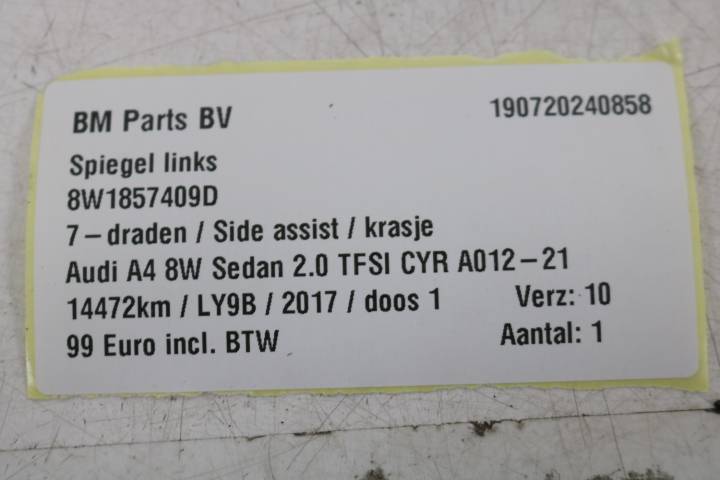 BM Parts BV 190720240858
Spiegel links
8W1857409D
7-draden / Side assist / krasje
Audi A4 8W Sedan 2.0 TFSI CYR A012-21
14472km / LY9B / 2017 / doos 1 Verz: 10
99 Euro incl. BTW Aantal: 1